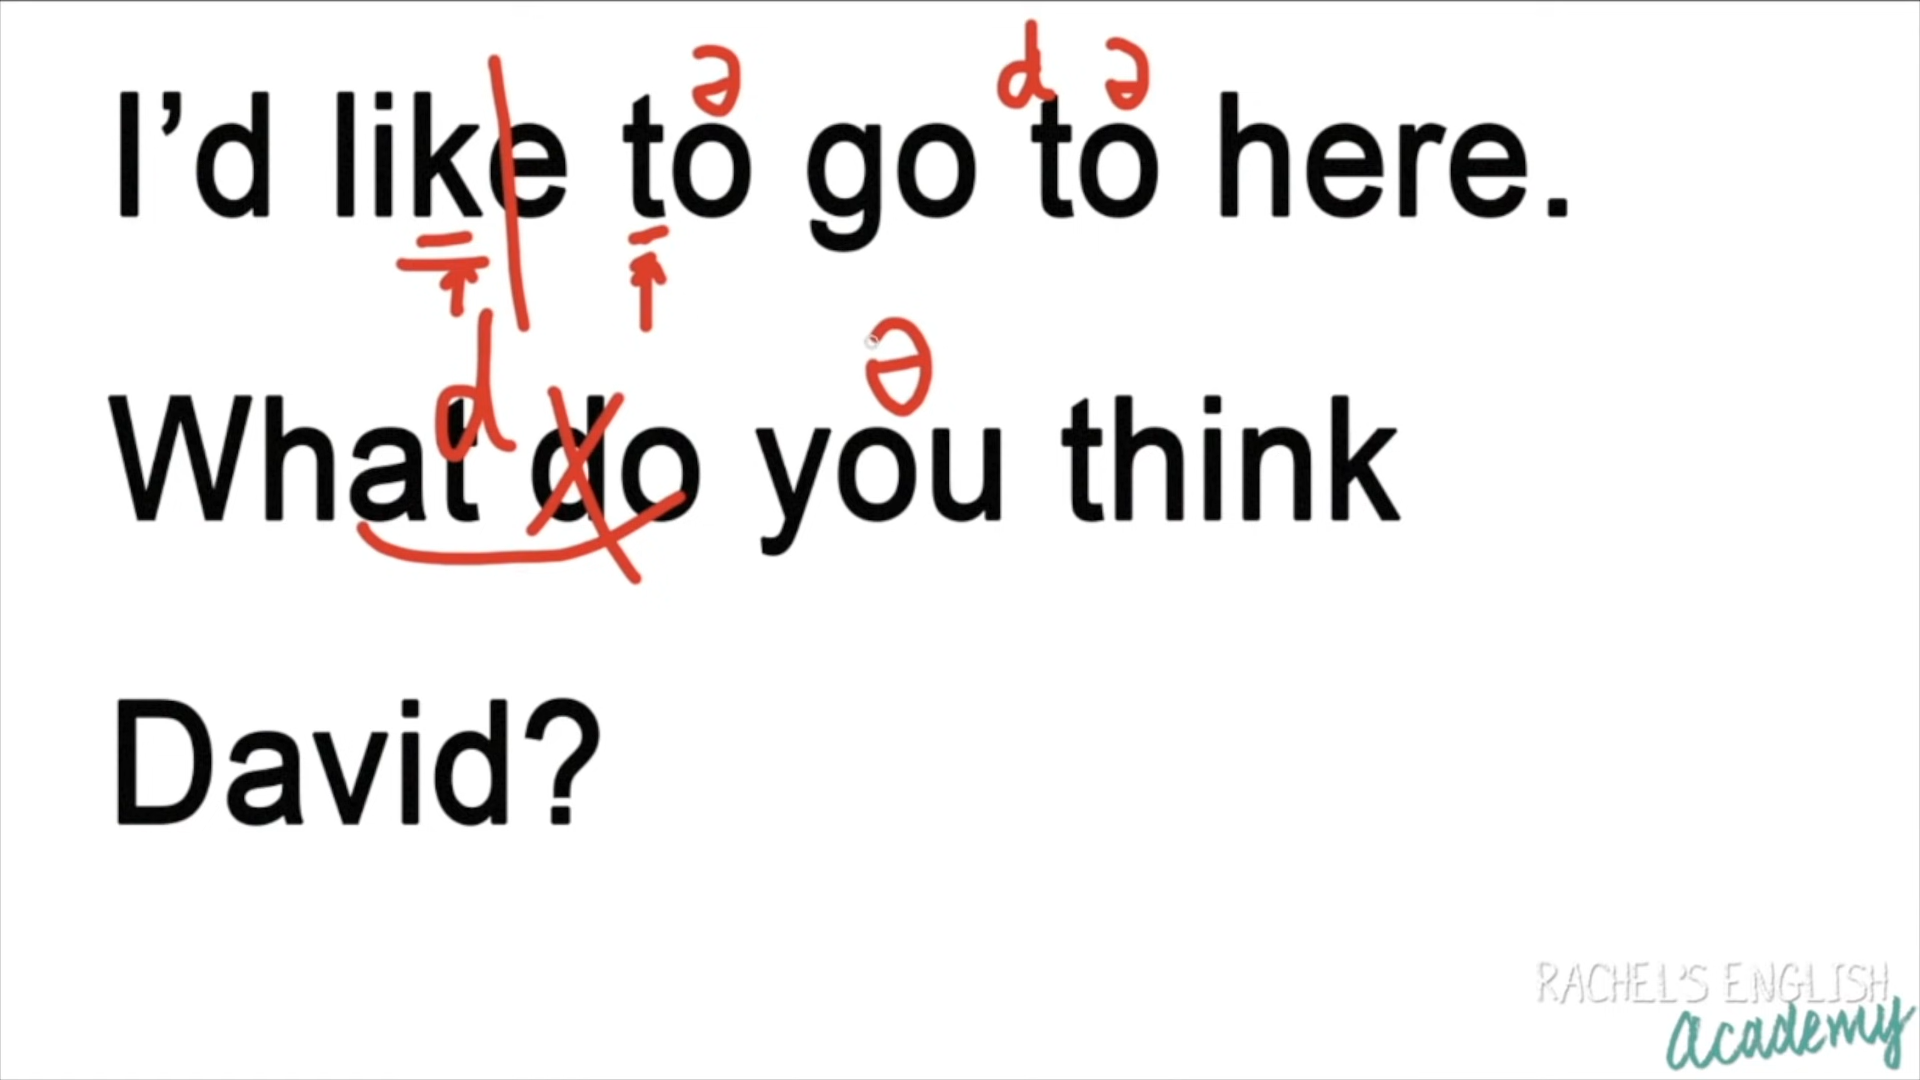 ə d ə
I'd like to go to here.
d ə
What do you think
David?
RACHEL'S ENGLISH
academy